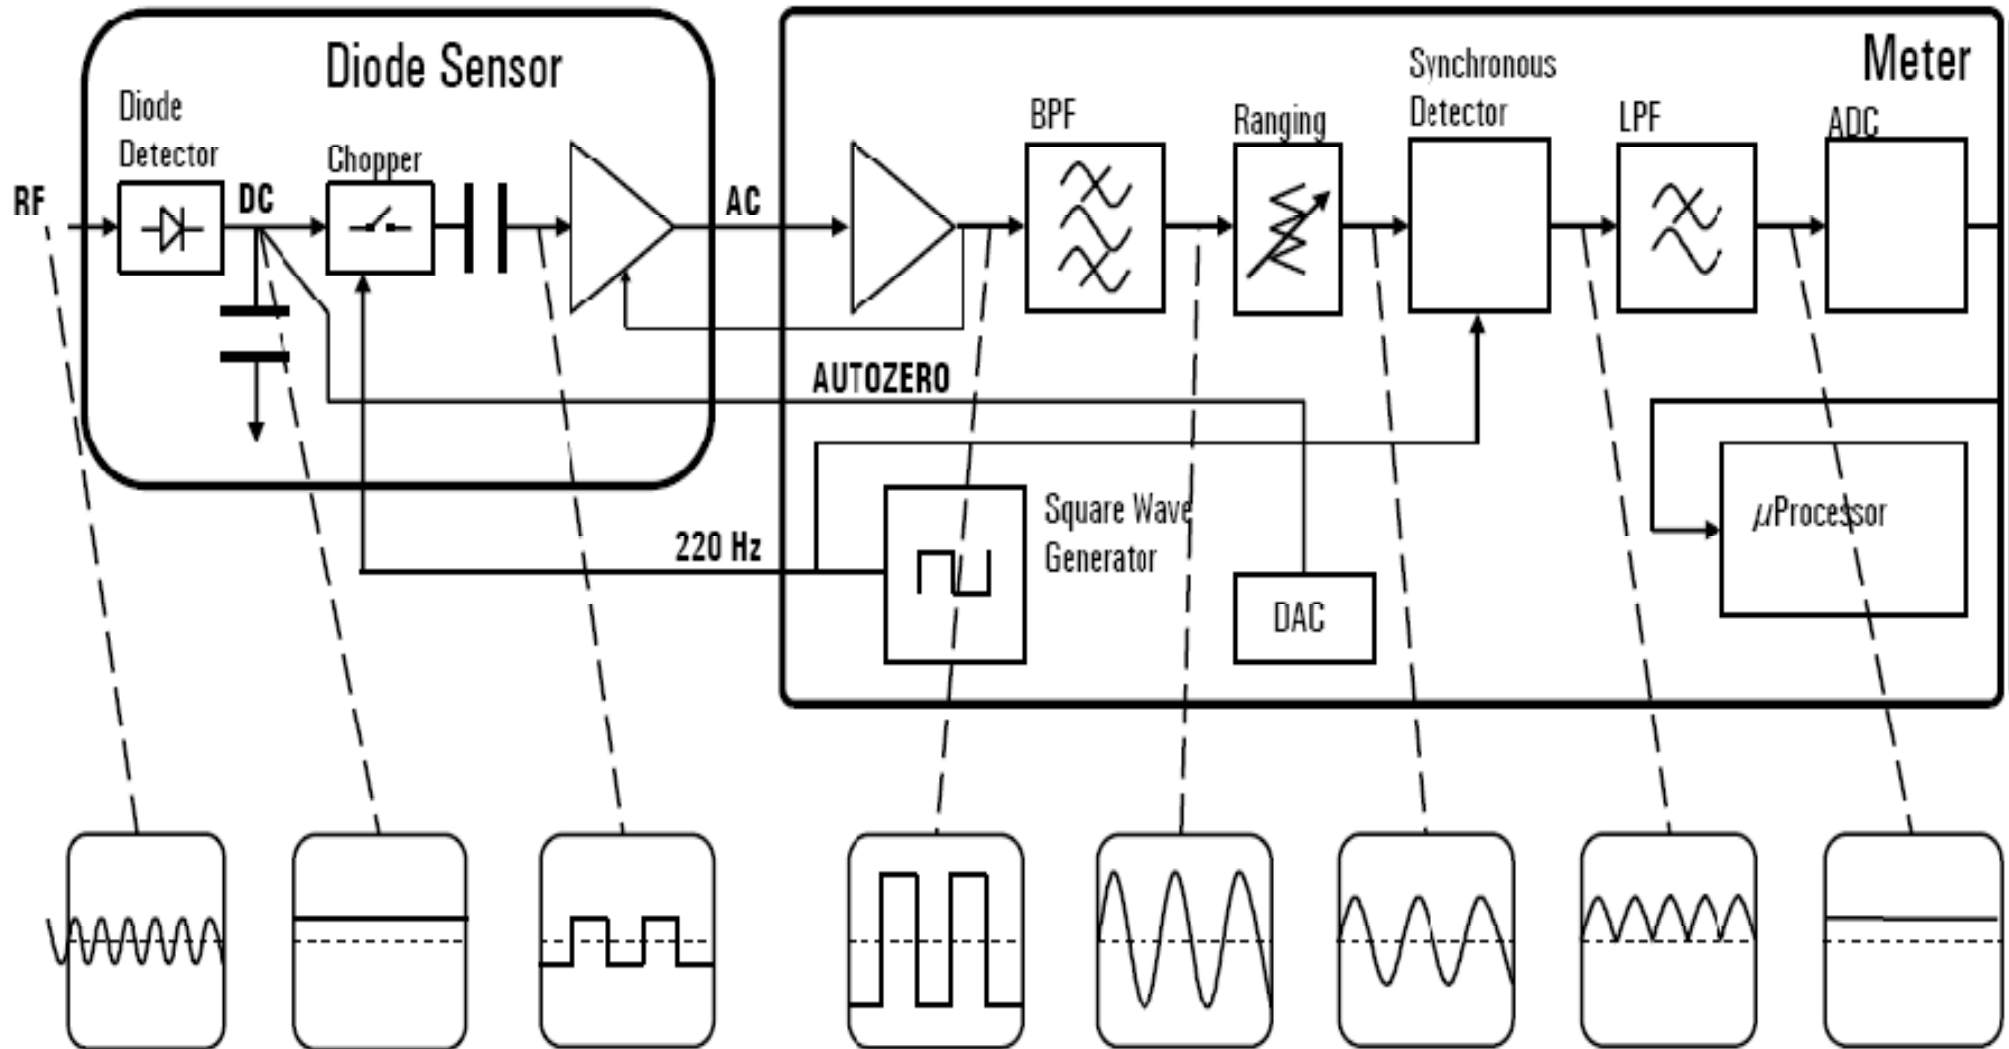 Diode Sensor
Meter
Diode
Detector
Chopper
BPF
Ranging
Synchronous
Detector
LPF
ADC
RF
DC
AC
AUTOZERO
220 Hz
Square Wave
Generator
DAC
µProcessor